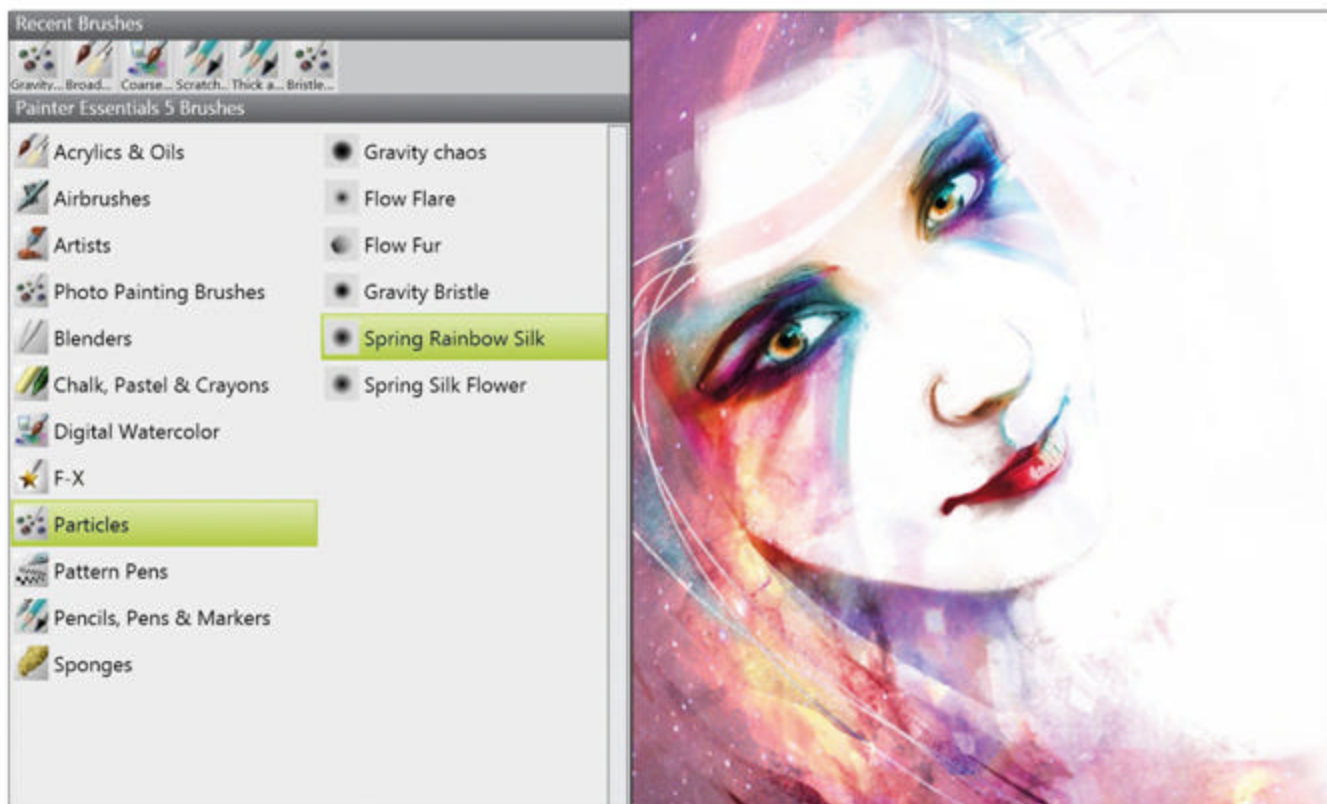 Recent Brushes
Gravity... Broad... Coarse... Scratch... Thick a... Bristle...
Painter Essentials 5 Brushes
Acrylics & Oils
Airbrushes
Artists
Photo Painting Brushes
Blenders
Chalk, Pastel & Crayons
Digital Watercolor
F-X
Particles
Pattern Pens
Pencils, Pens & Markers
Sponges
Gravity chaos
Flow Flare
Flow Fur
Gravity Bristle
Spring Rainbow Silk
Spring Silk Flower